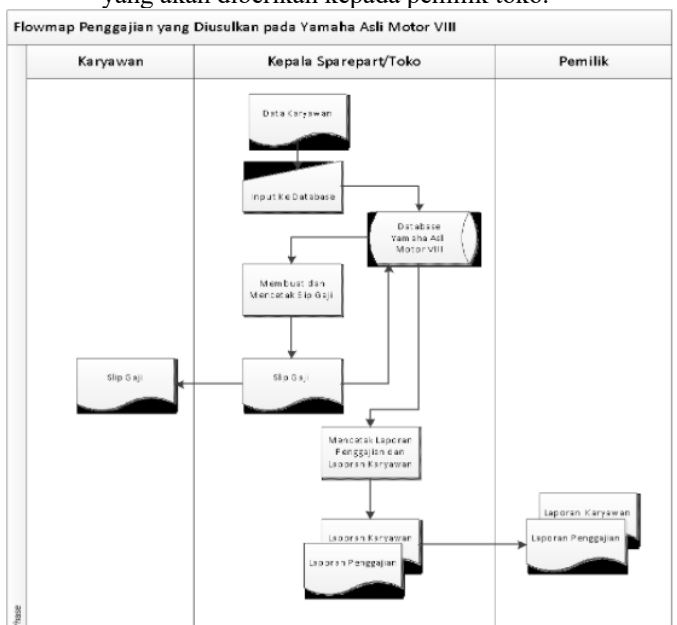 yang akan diberikan kepada pemilik toko.
Flowmap Penggajian yang Diusulkan pada Yamaha Asli Motor VIII
Karyawan
Kepala Sparepart/Toko
Pemilik
Data Karyawan
Input Ke Database
Database
Yamaha Asli
Motor VIII
Membuat dan
Mencetak Slip Gaji
Slip Gaji
Slip Gaji
Mencetak Laporan
Penggajian dan
Laporan Karyawan
Laporan Karyawan
Laporan Penggajian
Laporan Karyawan
Laporan Penggajian